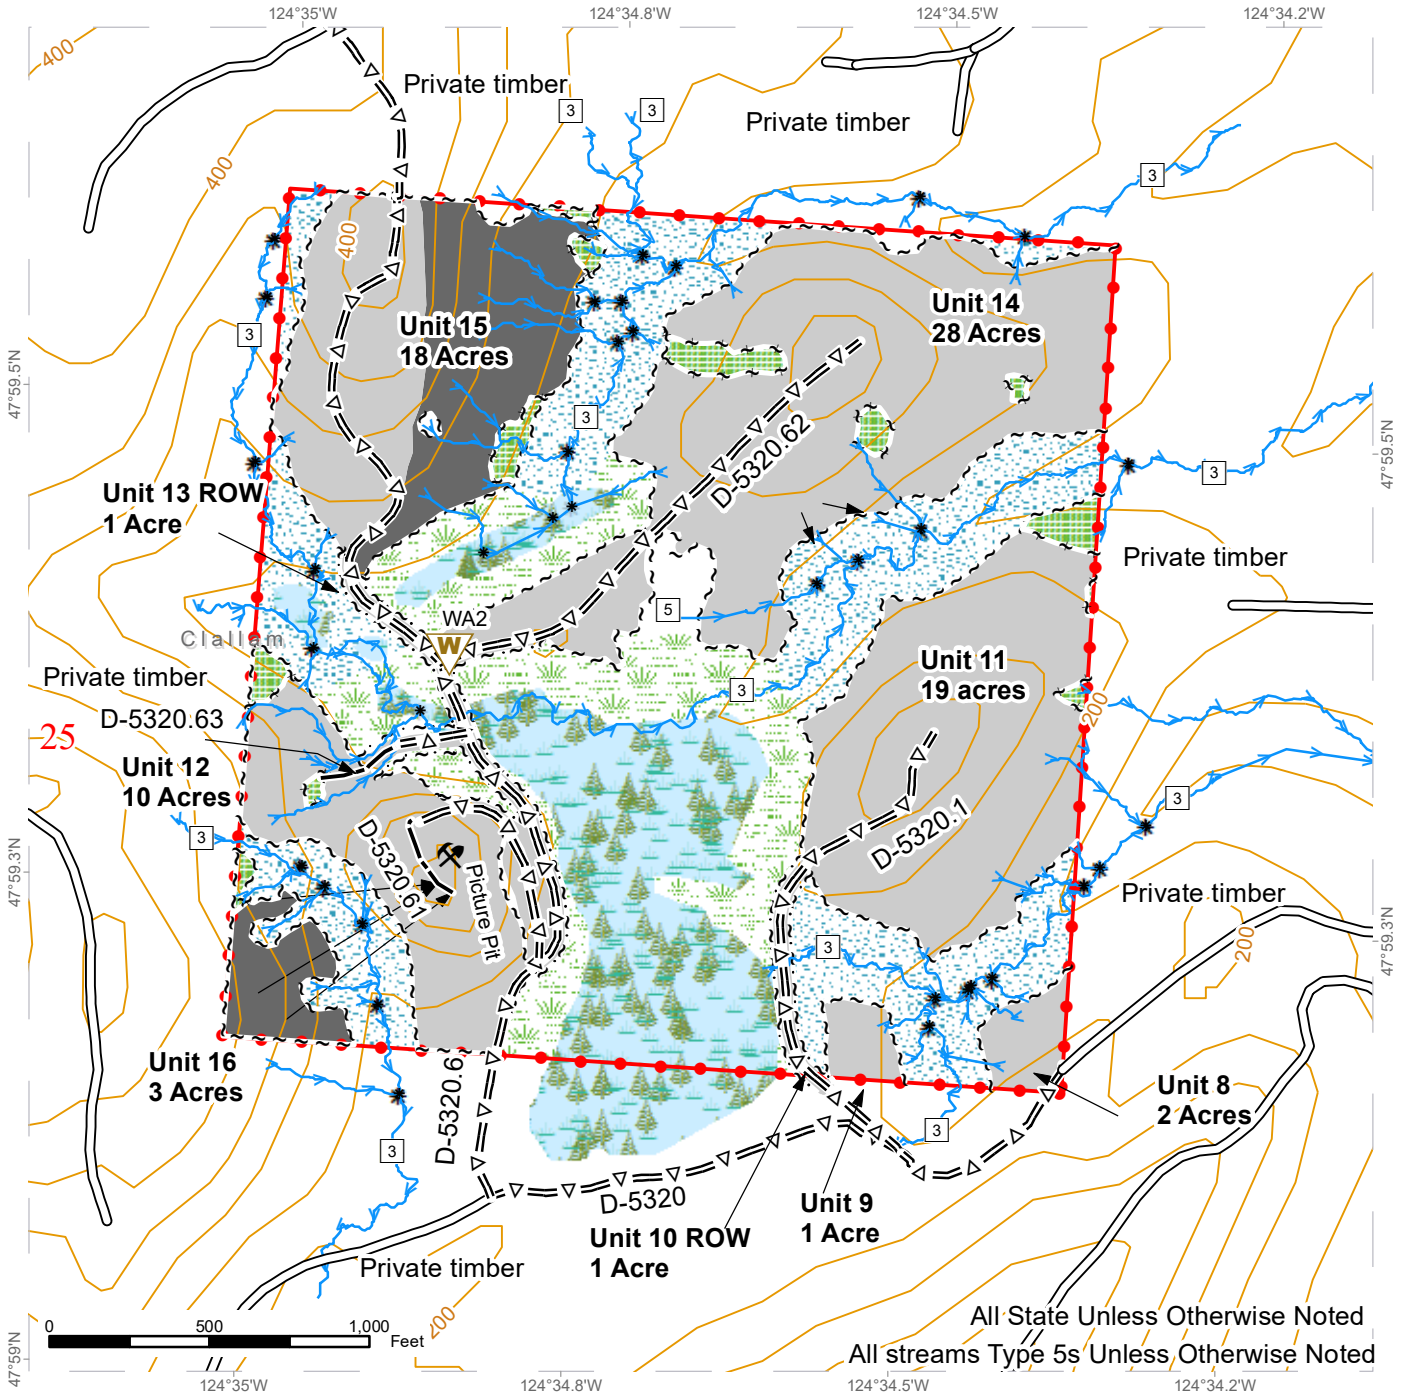 124°35'W
124°34.8'W
124°34.5'W
124°34.2'W
400
Private timber
3
3
Private timber
3
400
400
Unit 14
28 Acres
Unit 15
18 Acres
3
47°59.5'N
3
D-5320.62
47°59.5'N
3
Unit 13 ROW
1 Acre
Private timber
5
WA2
W
Clallam
Unit 11
19 acres
Private timber
3
200
D-5320.63
25
Unit 12
10 Acres
3
3
D-5320.1
D-5320.61
Picture Pit
47°59.3'N
Private timber
200
3
47°59.3'N
Unit 16
3 Acres
D-5320.6
Unit 8
2 Acres
3
3
D-5320
Unit 9
1 Acre
Unit 10 ROW
1 Acre
Private timber
200
All State Unless Otherwise Noted
0 500 1,000
Feet
All streams Type 5s Unless Otherwise Noted
47°59'N
124°35'W
124°34.8'W
124°34.5'W
124°34.2'W